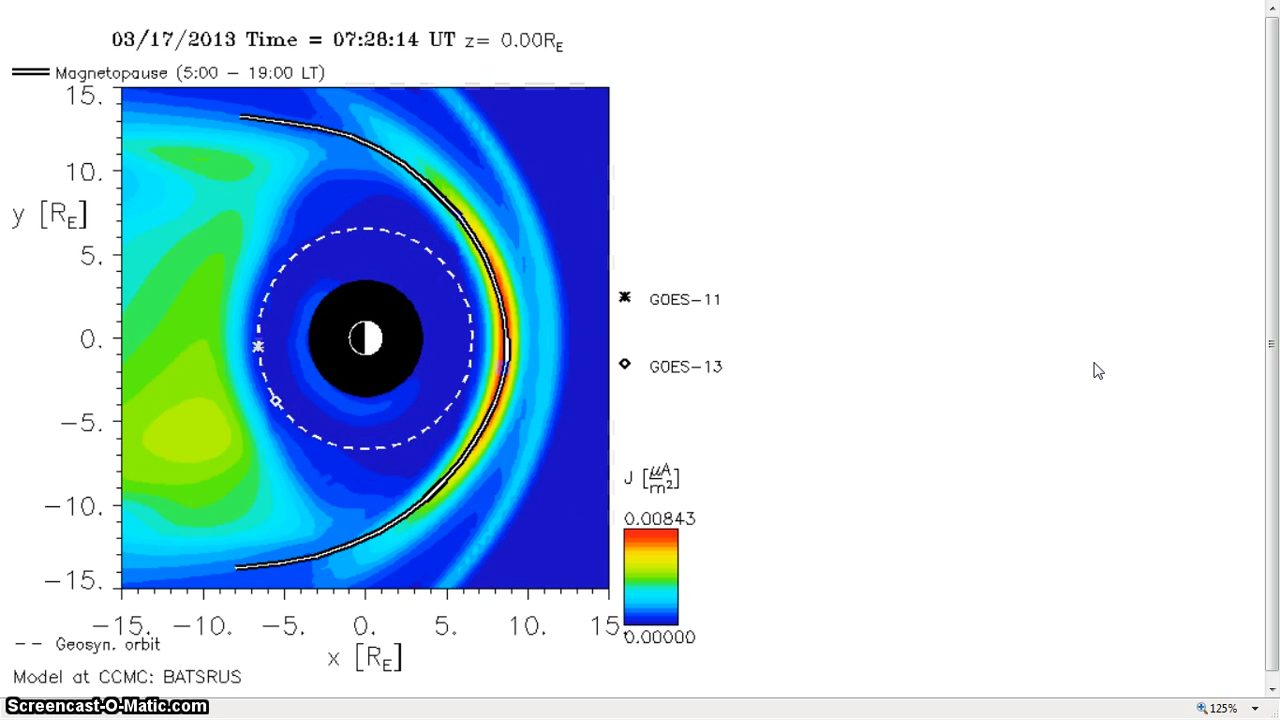 03/17/2013 Time = 07:28:14 UT z= 0.00R_E
Magnetopause (5:00 – 19:00 LT)
15.
10.
y [R_E]
5.
0.
GOES-11
GOES-13
−5.
J [μA/m²]
−10.
0.00843
−15.
−15. −10. −5. 0. 5. 10. 15.
0.00000
-- Geosyn. orbit
x [R_E]
Model at CCMC: BATSRUS
Screencast-O-Matic.com
125%